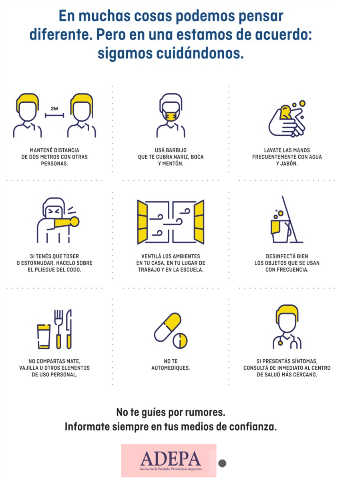 En muchas cosas podemos pensar
diferente. Pero en una estamos de acuerdo:
sigamos cuidándonos.
2M
MANTENÉ DISTANCIA
DE DOS METROS CON OTRAS
PERSONAS.
USÁ BARBIJO
QUE TE CUBRA NARIZ, BOCA
Y MENTÓN.
LAVATE LAS MANOS
FRECUENTEMENTE CON AGUA
Y JABÓN.
SI TENÉS QUE TOSER
O ESTORNUDAR, HACELO SOBRE
EL PLIEGUE DEL CODO.
VENTILÁ LOS AMBIENTES
EN TU CASA, EN TU LUGAR DE
TRABAJO Y EN LA ESCUELA.
DESINFECTÁ BIEN
LOS OBJETOS QUE SE USAN
CON FRECUENCIA.
NO COMPARTAS MATE,
VAJILLA U OTROS ELEMENTOS
DE USO PERSONAL.
NO TE
AUTOMEDIQUES.
SI PRESENTÁS SÍNTOMAS,
CONSULTÁ DE INMEDIATO AL CENTRO
DE SALUD MÁS CERCANO.
No te guíes por rumores.
Informate siempre en tus medios de confianza.
ADEPA